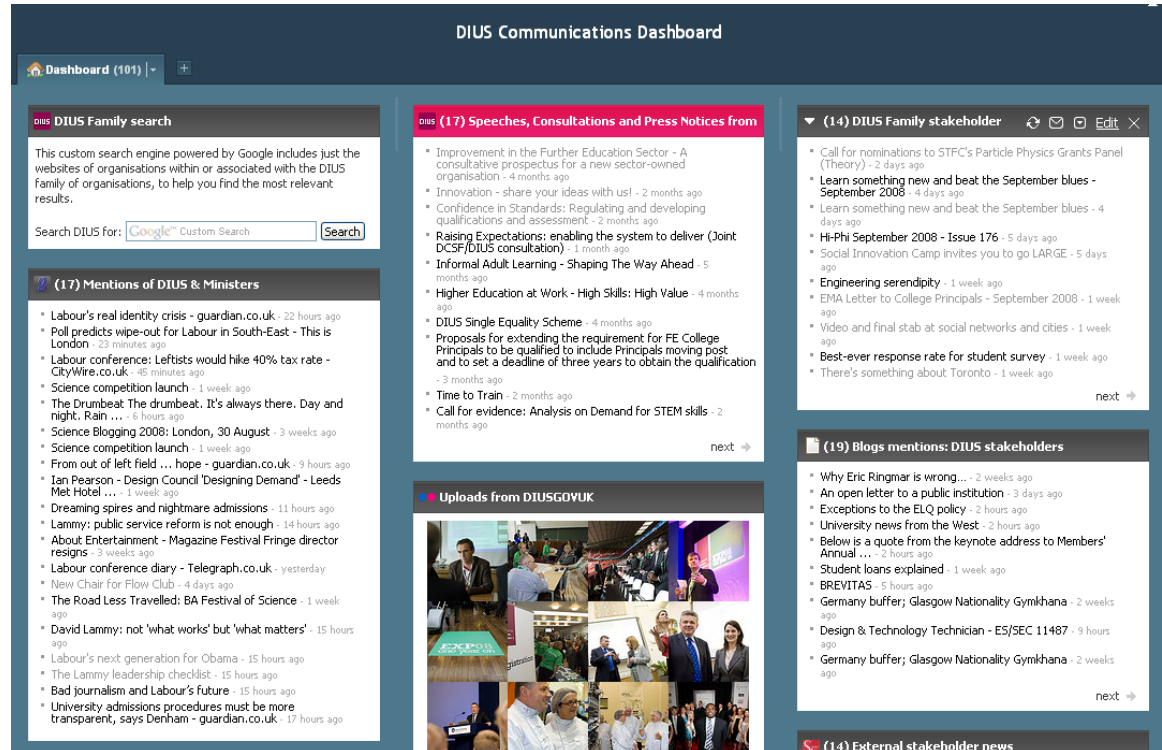 DIUS Communications Dashboard
Dashboard (101)
DIUS DIUS Family search
This custom search engine powered by Google includes just the
websites of organisations within or associated with the DIUS
family of organisations, to help you find the most relevant
results.
Search DIUS for: Google™ Custom Search Search
(17) Mentions of DIUS & Ministers
Labour's real identity crisis - guardian.co.uk - 22 hours ago
Poll predicts wipe-out for Labour in South-East - This is
London - 23 minutes ago
Labour conference: Leftists would hike 40% tax rate -
CityWire.co.uk - 45 minutes ago
Science competition launch - 1 week ago
The Drumbeat The drumbeat. It's always there. Day and
night. Rain ... - 6 hours ago
Science Blogging 2008: London, 30 August - 3 weeks ago
Science competition launch - 1 week ago
From out of left field ... hope - guardian.co.uk - 9 hours ago
Ian Pearson - Design Council 'Designing Demand' - Leeds
Met Hotel ... - 1 week ago
Dreaming spires and nightmare admissions - 11 hours ago
Lammy: public service reform is not enough - 14 hours ago
About Entertainment - Magazine Festival Fringe director
resigns - 3 weeks ago
Labour conference diary - Telegraph.co.uk - yesterday
New Chair for Flow Club - 4 days ago
The Road Less Travelled: BA Festival of Science - 1 week
ago
David Lammy: not 'what works' but 'what matters' - 15 hours
ago
Labour's next generation for Obama - 15 hours ago
The Lammy leadership checklist - 15 hours ago
Bad journalism and Labour's future - 15 hours ago
University admissions procedures must be more
transparent, says Denham - guardian.co.uk - 17 hours ago
DIUS (17) Speeches, Consultations and Press Notices from
Improvement in the Further Education Sector - A
consultative prospectus for a new sector-owned
organisation - 4 months ago
Innovation - share your ideas with us! - 2 months ago
Confidence in Standards: Regulating and developing
qualifications and assessment - 2 months ago
Raising Expectations: enabling the system to deliver (Joint
DCSF/DIUS consultation) - 1 month ago
Informal Adult Learning - Shaping The Way Ahead - 5
months ago
Higher Education at Work - High Skills: High Value - 4 months
ago
DIUS Single Equality Scheme - 4 months ago
Proposals for extending the requirement for FE College
Principals to be qualified to include Principals moving post
and to set a deadline of three years to obtain the qualification
- 3 months ago
Time to Train - 2 months ago
Call for evidence: Analysis on Demand for STEM skills - 2
months ago
next
Uploads from DIUSGOVUK
EXPO8
one year on
(14) DIUS Family stakeholder Edit
Call for nominations to STFC's Particle Physics Grants Panel
(Theory) - 2 days ago
Learn something new and beat the September blues -
September 2008 - 4 days ago
Learn something new and beat the September blues - 4
days ago
Hi-Phi September 2008 - Issue 176 - 5 days ago
Social Innovation Camp invites you to go LARGE - 5 days
ago
Engineering serendipity - 1 week ago
EMA Letter to College Principals - September 2008 - 1 week
ago
Video and final stab at social networks and cities - 1 week
ago
Best-ever response rate for student survey - 1 week ago
There's something about Toronto - 1 week ago
next
(19) Blogs mentions: DIUS stakeholders
Why Eric Ringmar is wrong... - 2 weeks ago
An open letter to a public institution - 3 days ago
Exceptions to the ELQ policy - 2 hours ago
University news from the West - 2 hours ago
Below is a quote from the keynote address to Members'
Annual ... - 2 hours ago
Student loans explained - 1 week ago
BREVITAS - 5 hours ago
Germany buffer; Glasgow Nationality Gymkhana - 2 weeks
ago
Design & Technology Technician - ES/SEC 11487 - 9 hours
ago
Germany buffer; Glasgow Nationality Gymkhana - 2 weeks
ago
next
(14) External stakeholder news